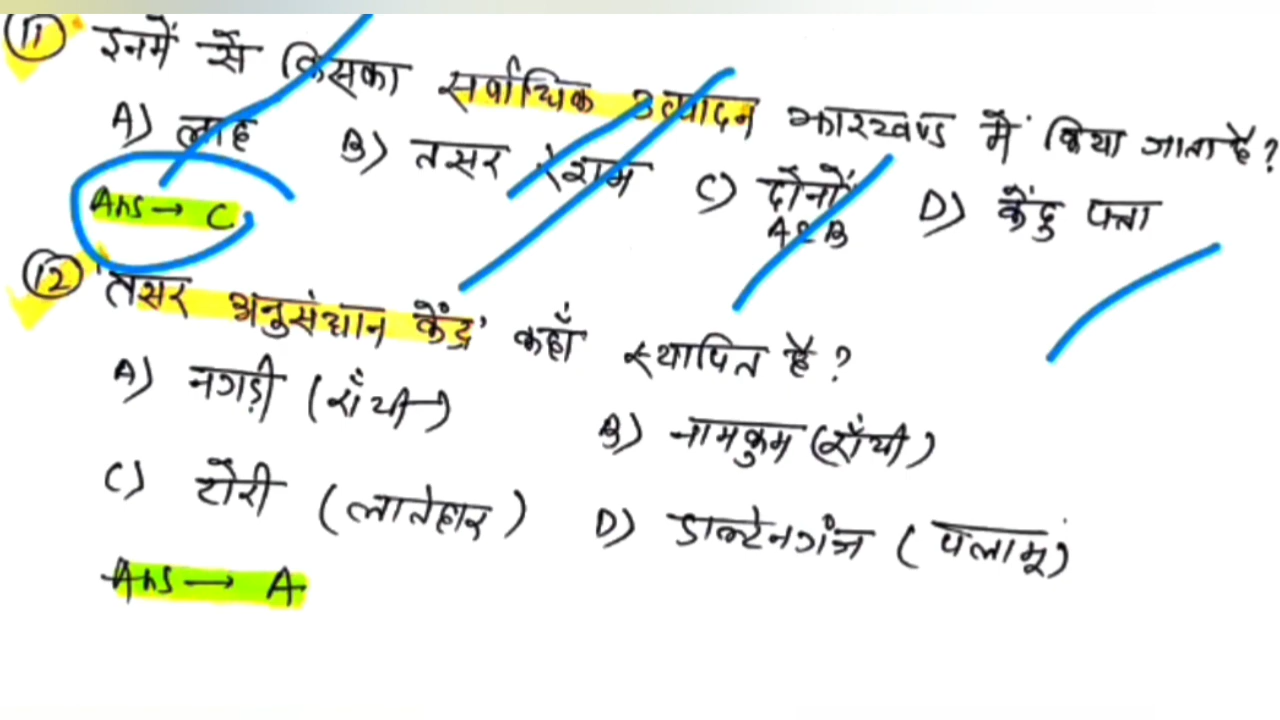 11 इनमें से किसका सर्वाधिक उत्पादन झारखण्ड में किया जाता है?
A) लाह B) तसर रेशम C) दोनों A & B D) केंदु पत्ता
Ans → C
12 'तसर अनुसंधान केंद्र' कहाँ स्थापित है?
A) नगड़ी (राँची) B) नामकुम (राँची)
C) टोरी (लातेहार) D) डाल्टेनगंज (पलामू)
Ans → A